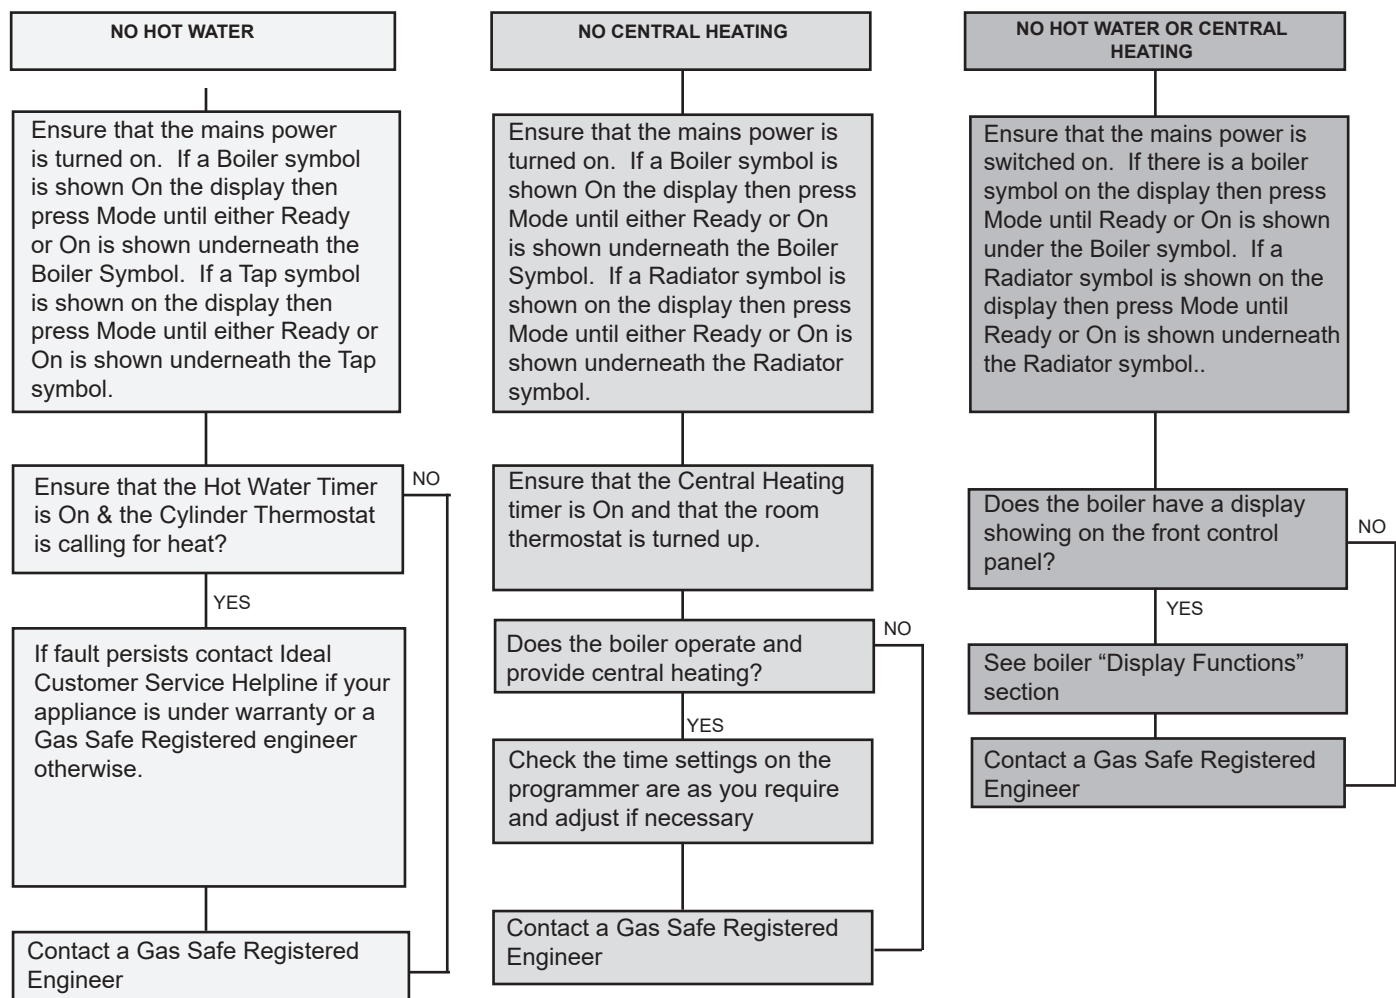 NO HOT WATER
Ensure that the mains power
is turned on.  If a Boiler symbol
is shown On the display then
press Mode until either Ready
or On is shown underneath the
Boiler Symbol.  If a Tap symbol
is shown on the display then
press Mode until either Ready or
On is shown underneath the Tap
symbol.
Ensure that the Hot Water Timer
is On & the Cylinder Thermostat
is calling for heat?
NO
YES
If fault persists contact Ideal
Customer Service Helpline if your
appliance is under warranty or a
Gas Safe Registered engineer
otherwise.
Contact a Gas Safe Registered
Engineer
NO CENTRAL HEATING
Ensure that the mains power is
turned on.  If a Boiler symbol is
shown On the display then press
Mode until either Ready or On
is shown underneath the Boiler
Symbol.  If a Radiator symbol is
shown on the display then press
Mode until either Ready or On is
shown underneath the Radiator
symbol.
Ensure that the Central Heating
timer is On and that the room
thermostat is turned up.
Does the boiler operate and
provide central heating?
NO
YES
Check the time settings on the
programmer are as you require
and adjust if necessary
Contact a Gas Safe Registered
Engineer
NO HOT WATER OR CENTRAL
HEATING
Ensure that the mains power is
switched on.  If there is a boiler
symbol on the display then press
Mode until Ready or On is shown
under the Boiler symbol.  If a
Radiator symbol is shown on the
display then press Mode until
Ready or On is shown underneath
the Radiator symbol..
Does the boiler have a display
showing on the front control
panel?
NO
YES
See boiler “Display Functions”
section
Contact a Gas Safe Registered
Engineer